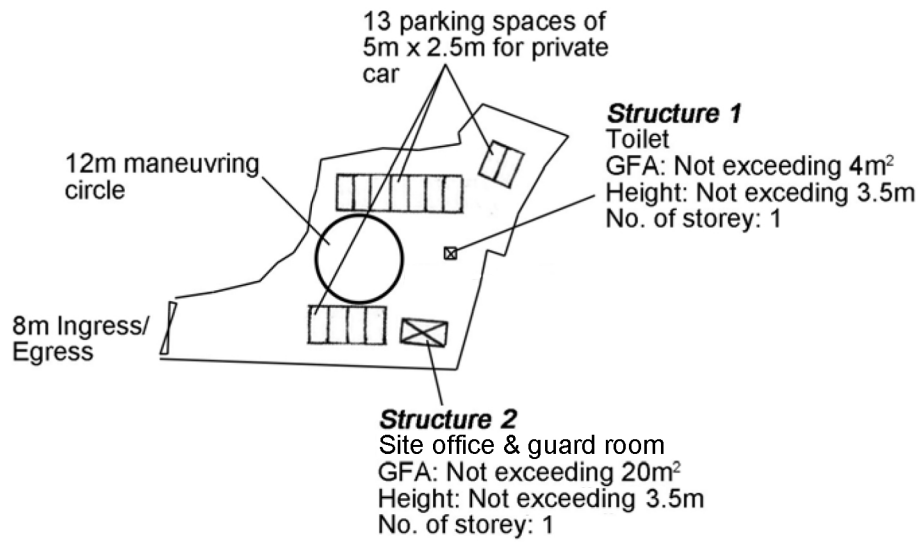 13 parking spaces of
5m x 2.5m for private
car
Structure 1
Toilet
GFA: Not exceeding 4m²
Height: Not exceding 3.5m
No. of storey: 1
12m maneuvring
circle
8m Ingress/
Egress
Structure 2
Site office & guard room
GFA: Not exceeding 20m²
Height: Not exceeding 3.5m
No. of storey: 1